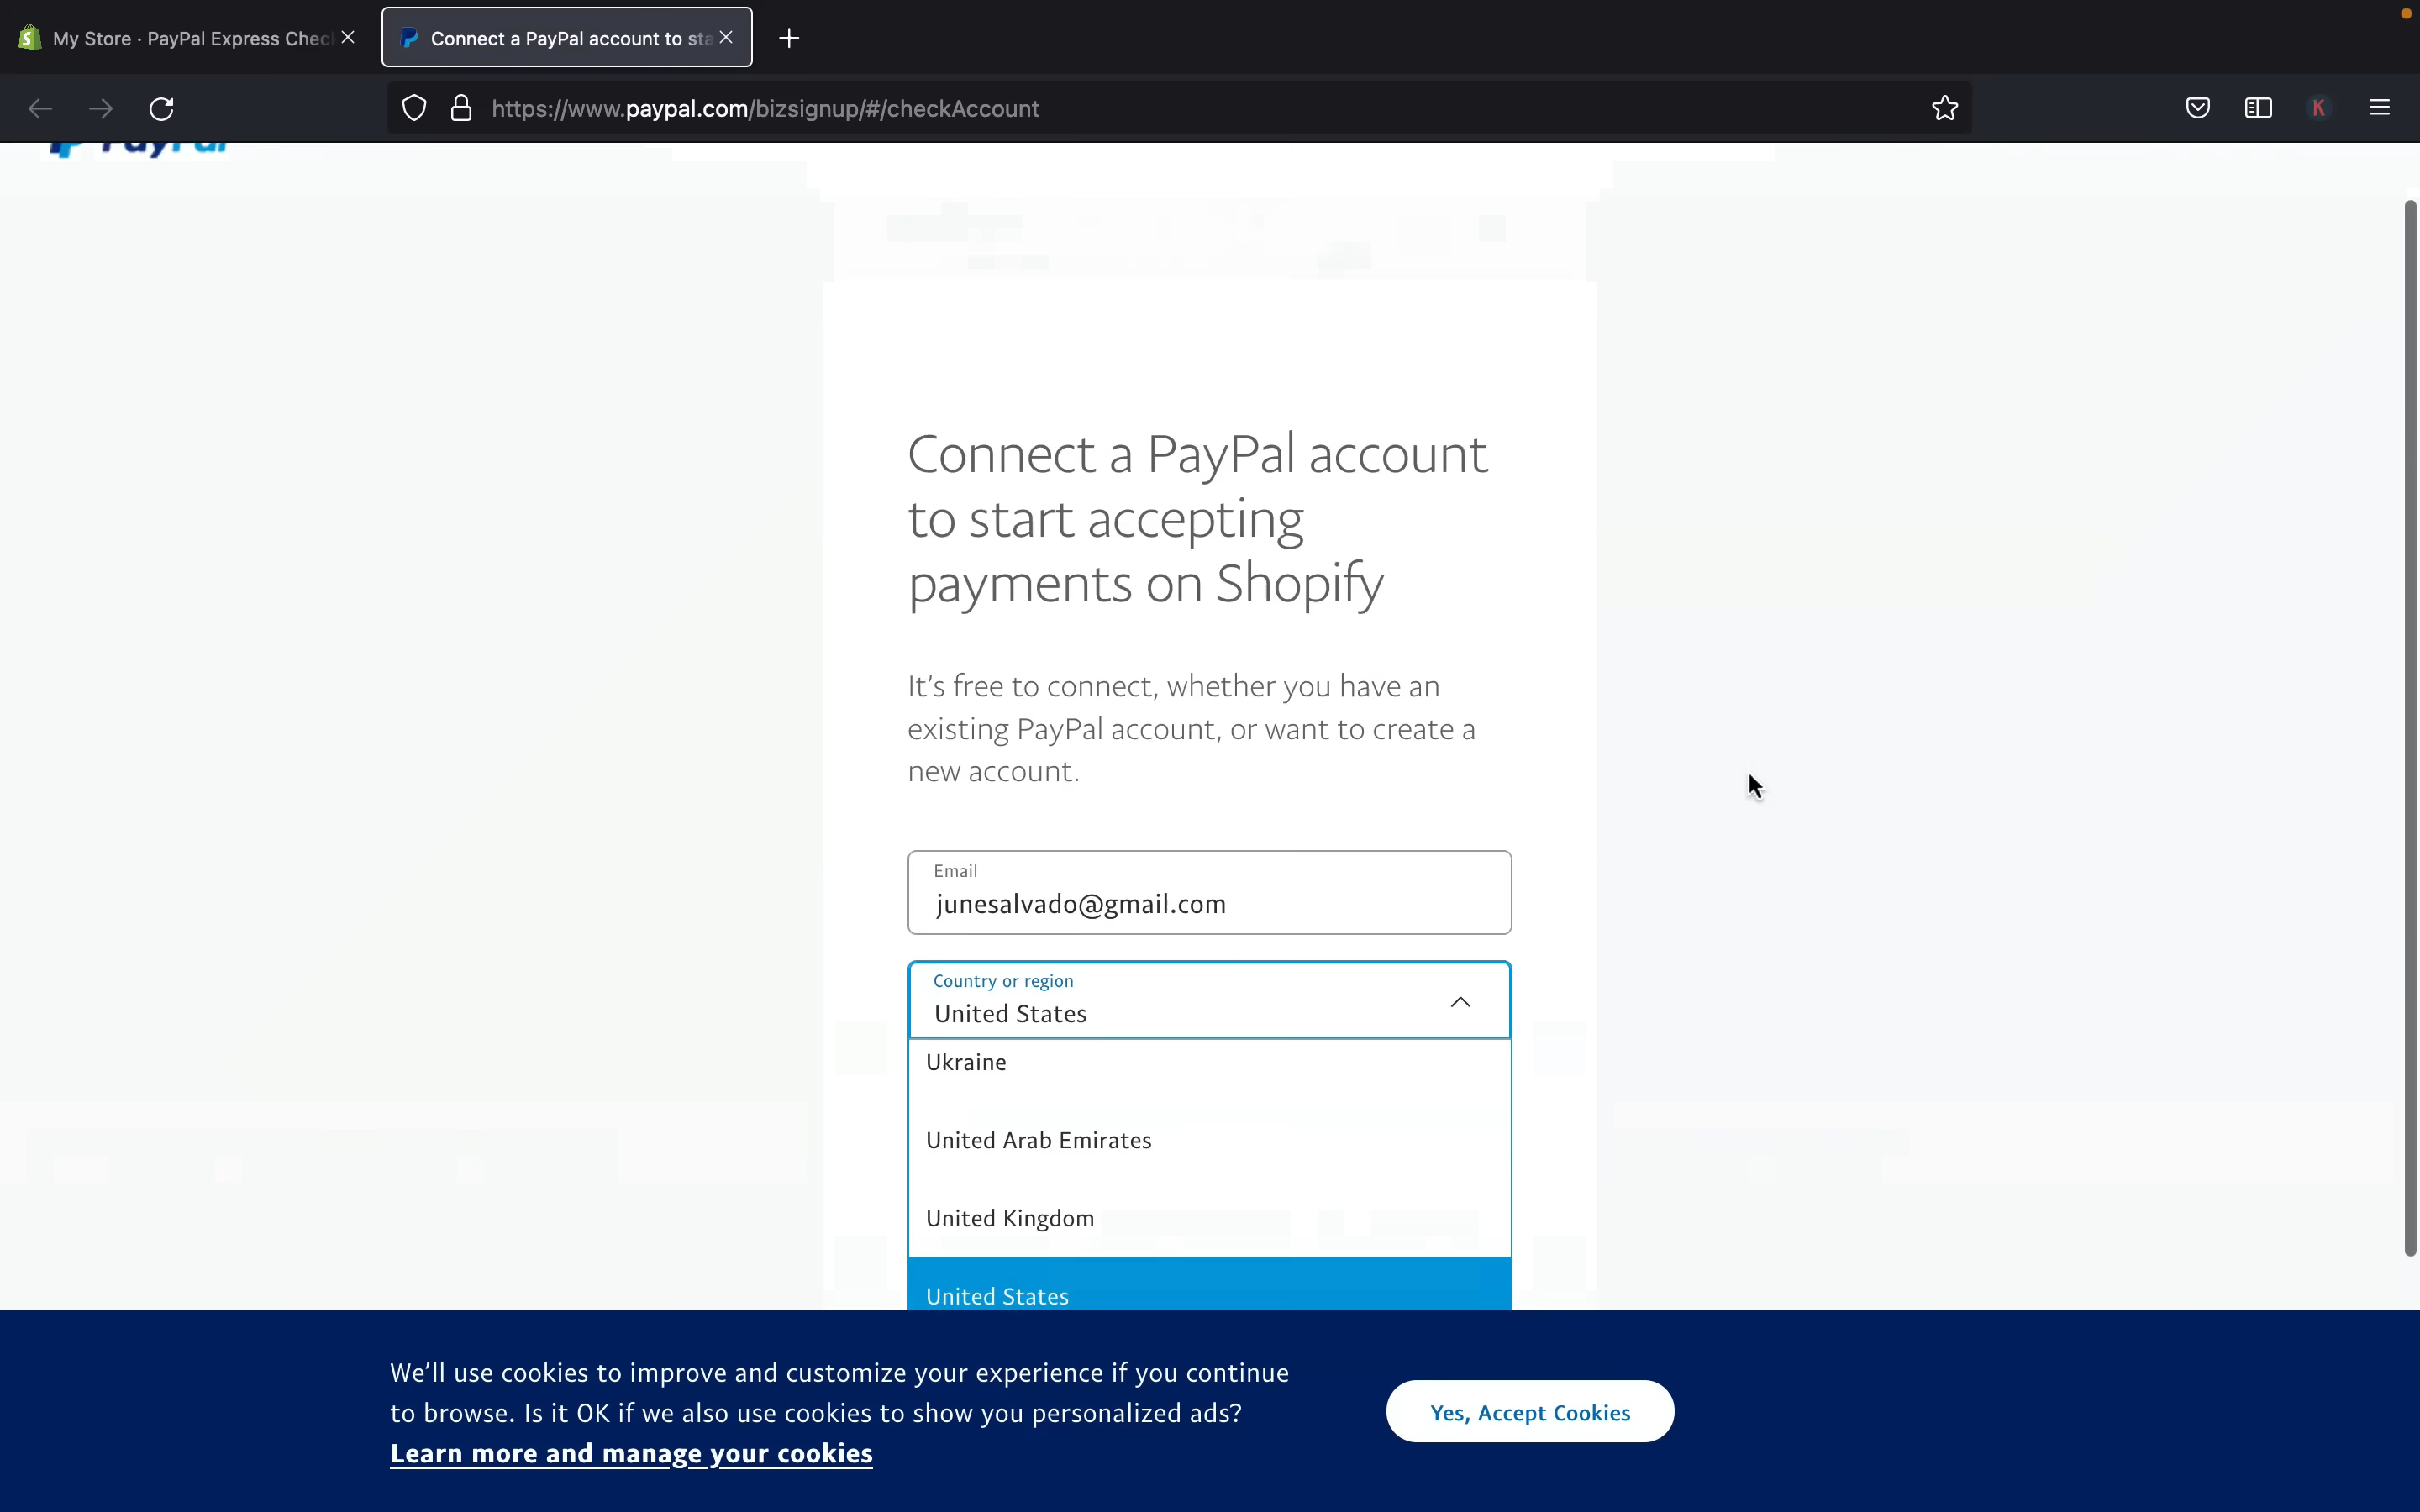 My Store · PayPal Express Chec
Connect a PayPal account to sta
https://www.paypal.com/bizsignup/#/checkAccount
K
PayPal
Connect a PayPal account
to start accepting
payments on Shopify
It's free to connect, whether you have an
existing PayPal account, or want to create a
new account.
Email
junesalvado@gmail.com
Country or region
United States
Ukraine
United Arab Emirates
United Kingdom
United States
We'll use cookies to improve and customize your experience if you continue
to browse. Is it OK if we also use cookies to show you personalized ads?
Learn more and manage your cookies
Yes, Accept Cookies